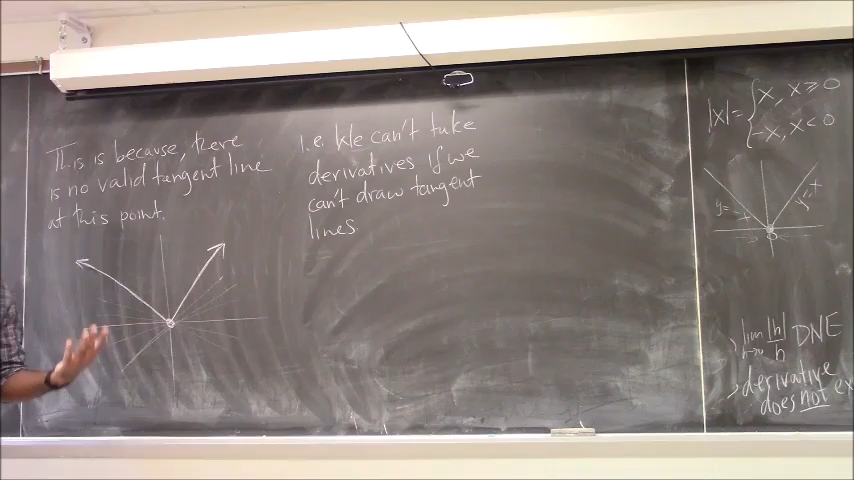 This is because, there
is no valid tangent line
at this point.
i.e. We can't take
derivatives if we
can't draw tangent
lines.
|x| = { x, x ≥ 0
-x, x < 0
y = -x
y = x
0
lim h→0 |h|/h DNE
derivative
does not ex